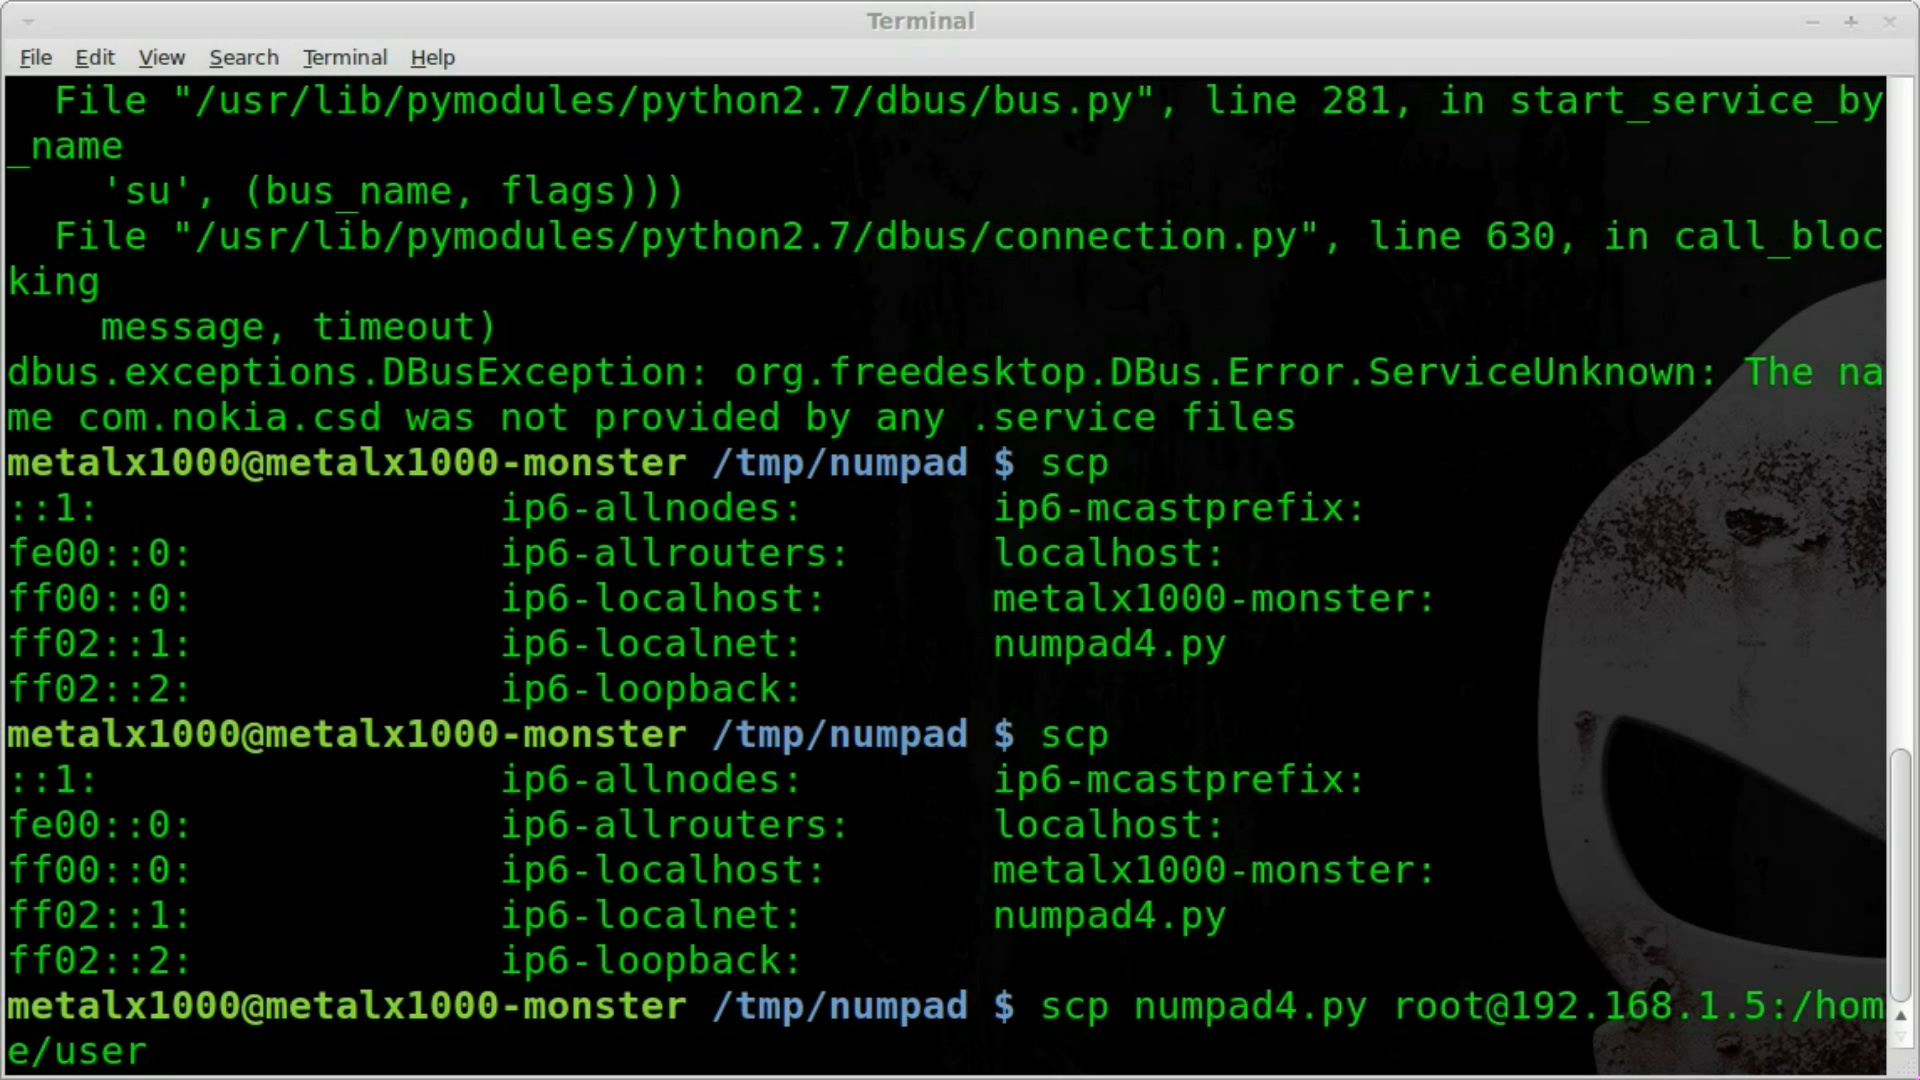 Terminal
File Edit View Search Terminal Help
  File "/usr/lib/pymodules/python2.7/dbus/bus.py", line 281, in start_service_by
_name
    'su', (bus_name, flags)))
  File "/usr/lib/pymodules/python2.7/dbus/connection.py", line 630, in call_bloc
king
    message, timeout)
dbus.exceptions.DBusException: org.freedesktop.DBus.Error.ServiceUnknown: The na
me com.nokia.csd was not provided by any .service files
metalx1000@metalx1000-monster /tmp/numpad $ scp
::1:                 ip6-allnodes:        ip6-mcastprefix:
fe00::0:             ip6-allrouters:      localhost:
ff00::0:             ip6-localhost:       metalx1000-monster:
ff02::1:             ip6-localnet:        numpad4.py
ff02::2:             ip6-loopback:
metalx1000@metalx1000-monster /tmp/numpad $ scp
::1:                 ip6-allnodes:        ip6-mcastprefix:
fe00::0:             ip6-allrouters:      localhost:
ff00::0:             ip6-localhost:       metalx1000-monster:
ff02::1:             ip6-localnet:        numpad4.py
ff02::2:             ip6-loopback:
metalx1000@metalx1000-monster /tmp/numpad $ scp numpad4.py root@192.168.1.5:/hom
e/user